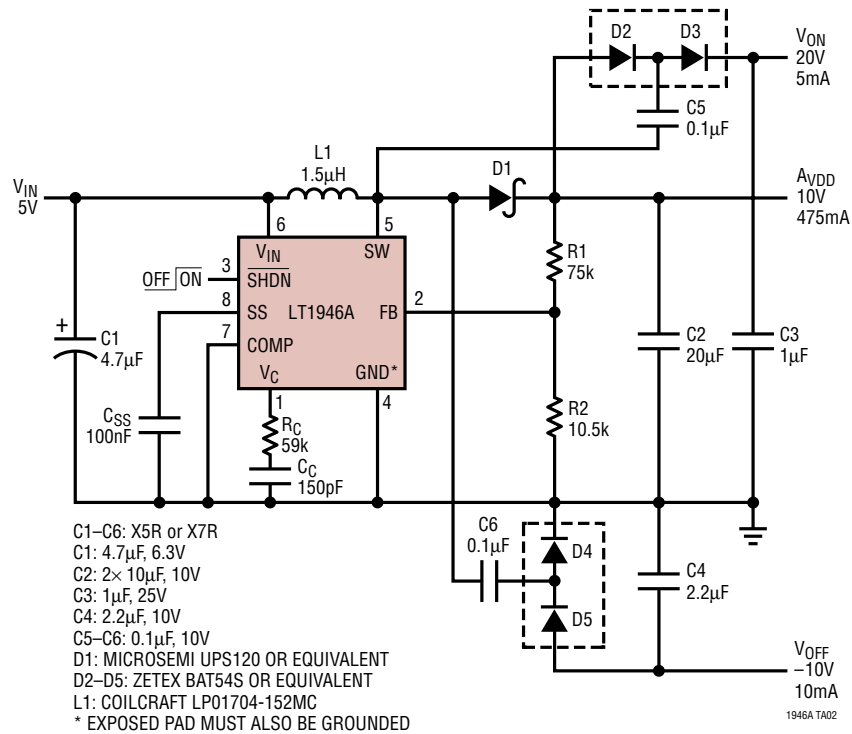 D2
D3
VON
20V
5mA
C5
0.1µF
L1
1.5µH
D1
VIN
5V
AVDD
10V
475mA
6
5
VIN
SW
R1
75k
OFF ON
3
SHDN
8
SS
LT1946A
FB
2
7
COMP
VC
GND*
1
4
+
C1
4.7µF
C2
20µF
C3
1µF
CSS
100nF
RC
59k
R2
10.5k
CC
150pF
C6
0.1µF
D4
C4
2.2µF
D5
C1–C6: X5R or X7R
C1: 4.7µF, 6.3V
C2: 2× 10µF, 10V
C3: 1µF, 25V
C4: 2.2µF, 10V
C5–C6: 0.1µF, 10V
D1: MICROSEMI UPS120 OR EQUIVALENT
D2–D5: ZETEX BAT54S OR EQUIVALENT
L1: COILCRAFT LP01704-152MC
* EXPOSED PAD MUST ALSO BE GROUNDED
VOFF
–10V
10mA
1946A TA02